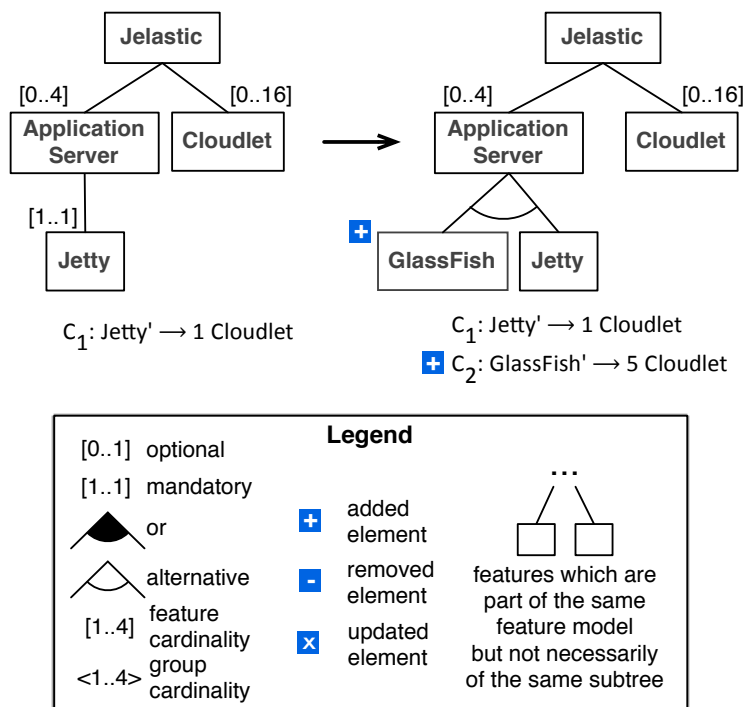 Jelastic
[0..4]
[0..16]
Application
Server
Cloudlet
[1..1]
Jetty
C1: Jetty' → 1 Cloudlet
Jelastic
[0..4]
[0..16]
Application
Server
Cloudlet
+
GlassFish
Jetty
C1: Jetty' → 1 Cloudlet
+ C2: GlassFish' → 5 Cloudlet
Legend
[0..1] optional
[1..1] mandatory
or
alternative
[1..4] feature
cardinality
<1..4> group
cardinality
+ added
element
- removed
element
x updated
element
...
features which are
part of the same
feature model
but not necessarily
of the same subtree